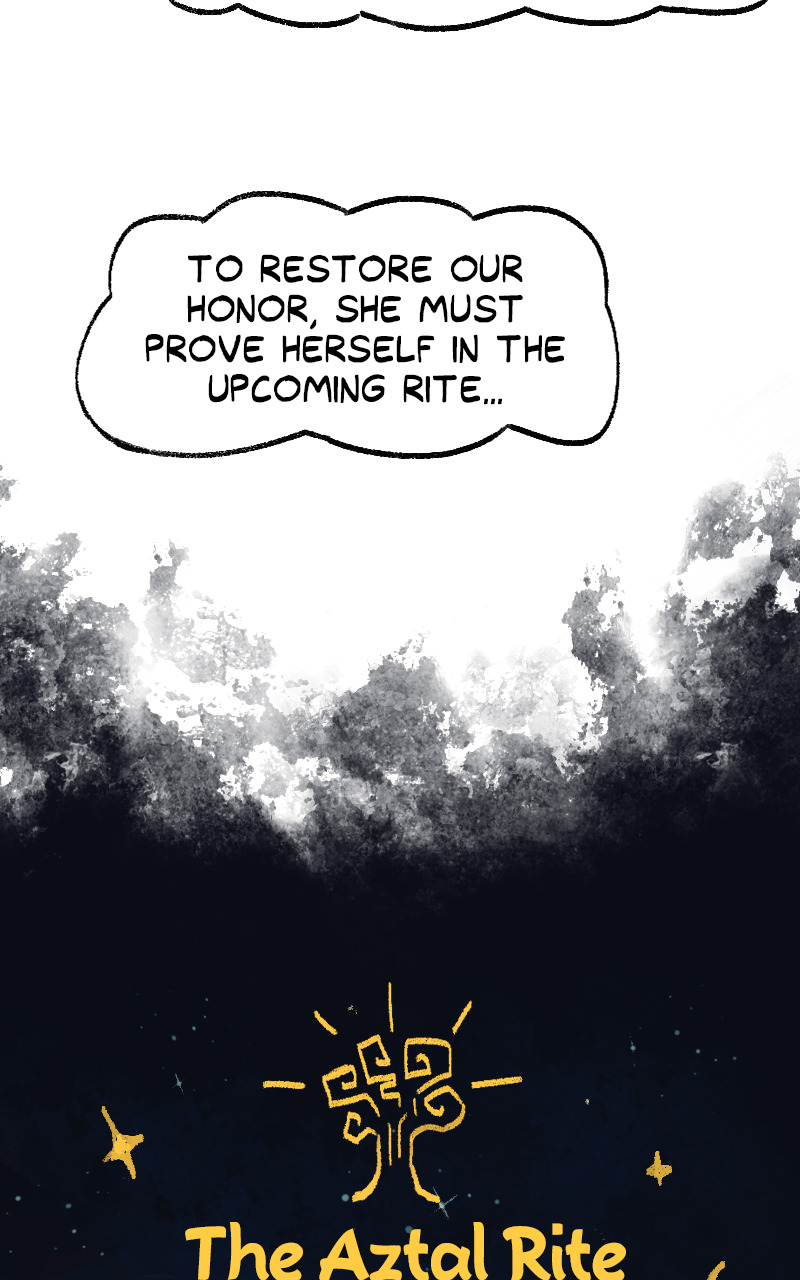 TO RESTORE OUR
HONOR, SHE MUST
PROVE HERSELF IN THE
UPCOMING RITE...
The Aztal Rite